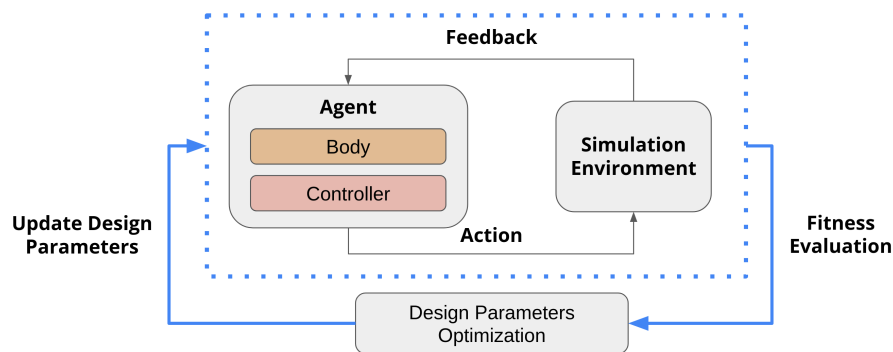 Feedback
Agent
Body
Controller
Simulation
Environment
Action
Update Design
Parameters
Fitness
Evaluation
Design Parameters
Optimization